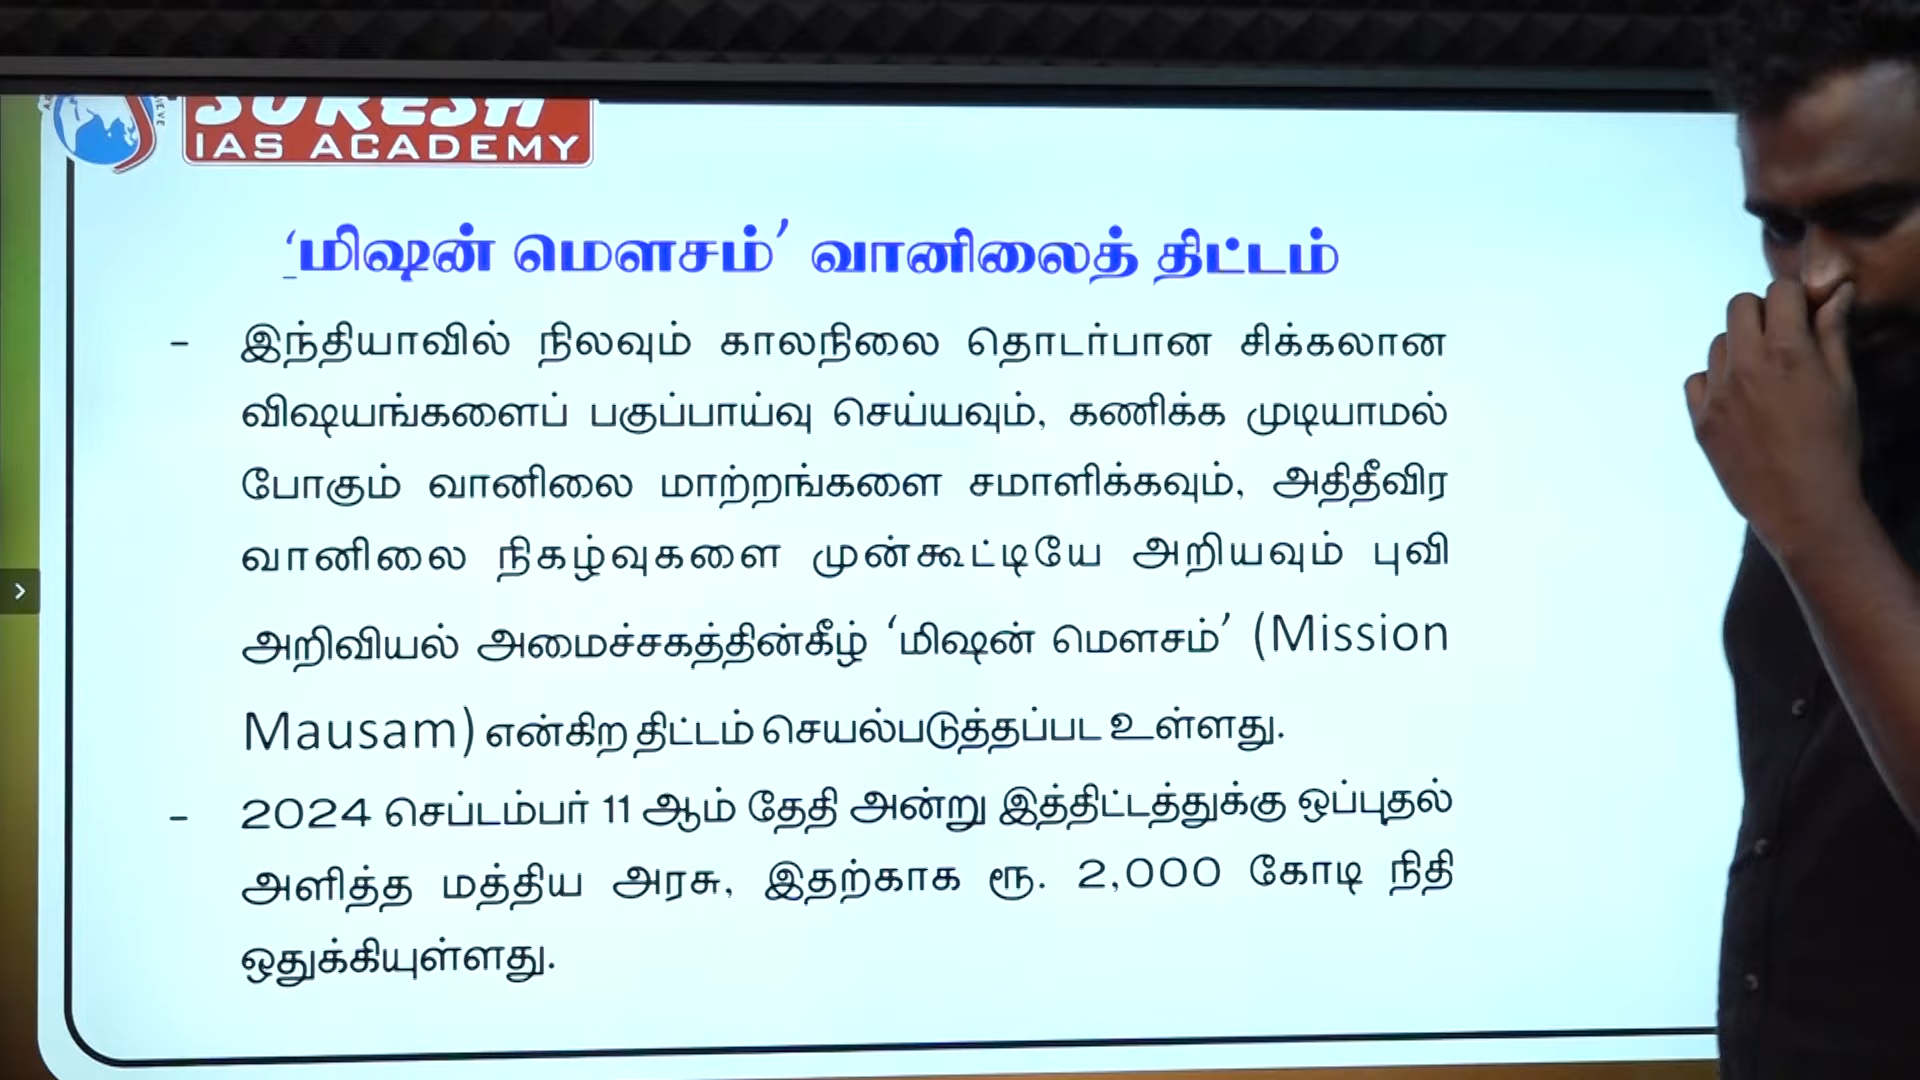 SURESH
IAS ACADEMY
‘மிஷன் மௌசம்’ வானிலைத் திட்டம்
- இந்தியாவில் நிலவும் காலநிலை தொடர்பான சிக்கலான
விஷயங்களைப் பகுப்பாய்வு செய்யவும், கணிக்க முடியாமல்
போகும் வானிலை மாற்றங்களை சமாளிக்கவும், அதிதீவிர
வானிலை நிகழ்வுகளை முன்கூட்டியே அறியவும் புவி
அறிவியல் அமைச்சகத்தின்கீழ் ‘மிஷன் மௌசம்’ (Mission
Mausam) என்கிற திட்டம் செயல்படுத்தப்பட உள்ளது.
- 2024 செப்டம்பர் 11 ஆம் தேதி அன்று இத்திட்டத்துக்கு ஒப்புதல்
அளித்த மத்திய அரசு, இதற்காக ரூ. 2,000 கோடி நிதி
ஒதுக்கியுள்ளது.